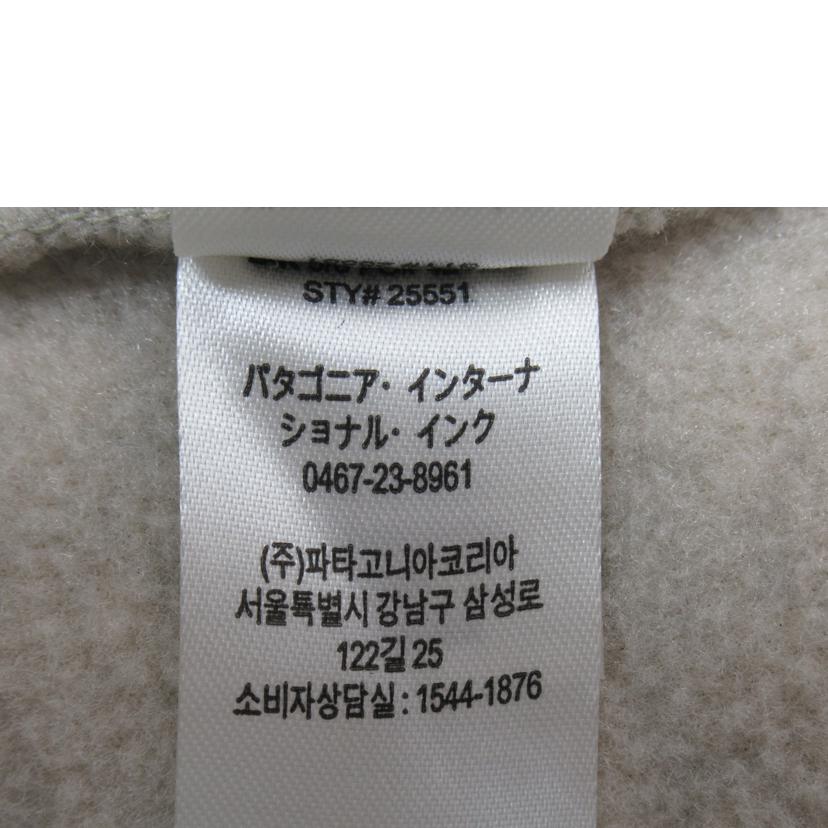 STY# 25551
パタゴニア・インターナ
ショナル・インク
0467-23-8961
(주)파타고니아코리아
서울특별시 강남구 삼성로
122길 25
소비자상담실 : 1544-1876